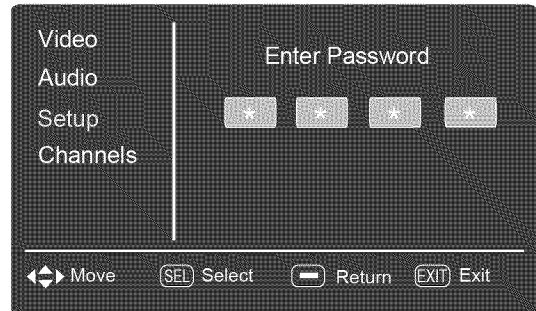 Video
Audio
Setup
Channels
Enter Password
* * * *
Move SEL Select Return EXIT Exit